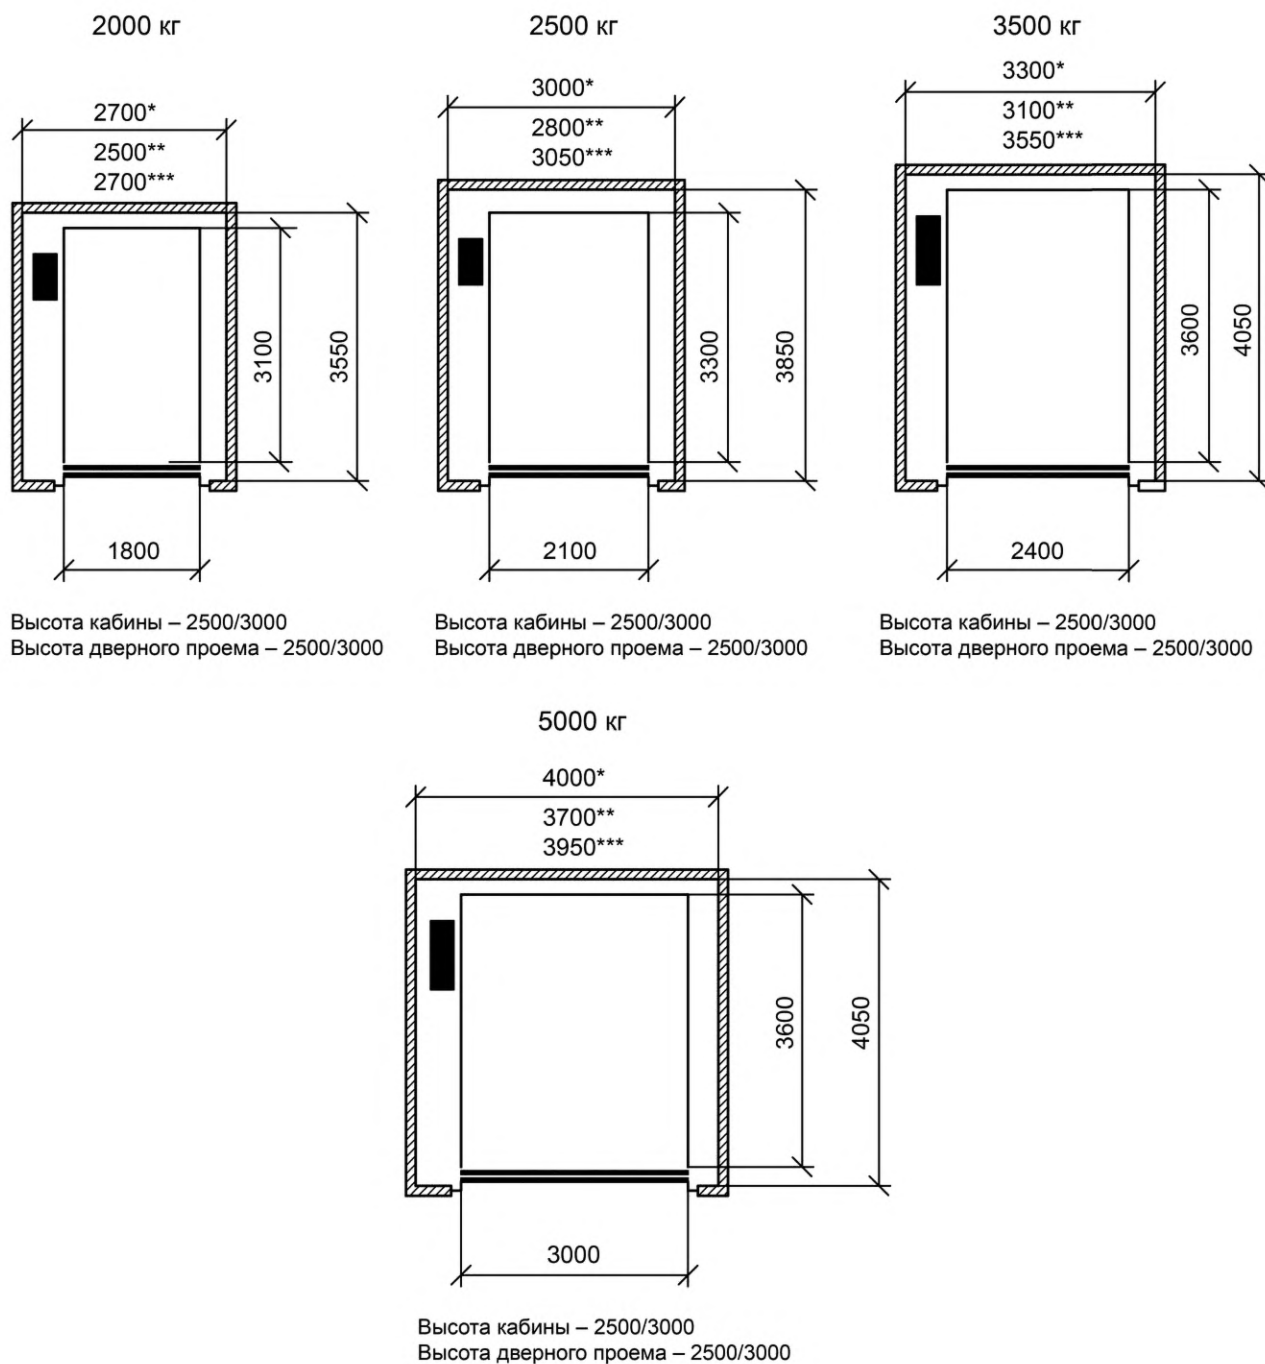 2000 кг
2700*
2500**
2700***
3100
3550
1800
Высота кабины – 2500/3000
Высота дверного проема – 2500/3000
2500 кг
3000*
2800**
3050***
3300
3850
2100
Высота кабины – 2500/3000
Высота дверного проема – 2500/3000
3500 кг
3300*
3100**
3550***
3600
4050
2400
Высота кабины – 2500/3000
Высота дверного проема – 2500/3000
5000 кг
4000*
3700**
3950***
3600
4050
3000
Высота кабины – 2500/3000
Высота дверного проема – 2500/3000